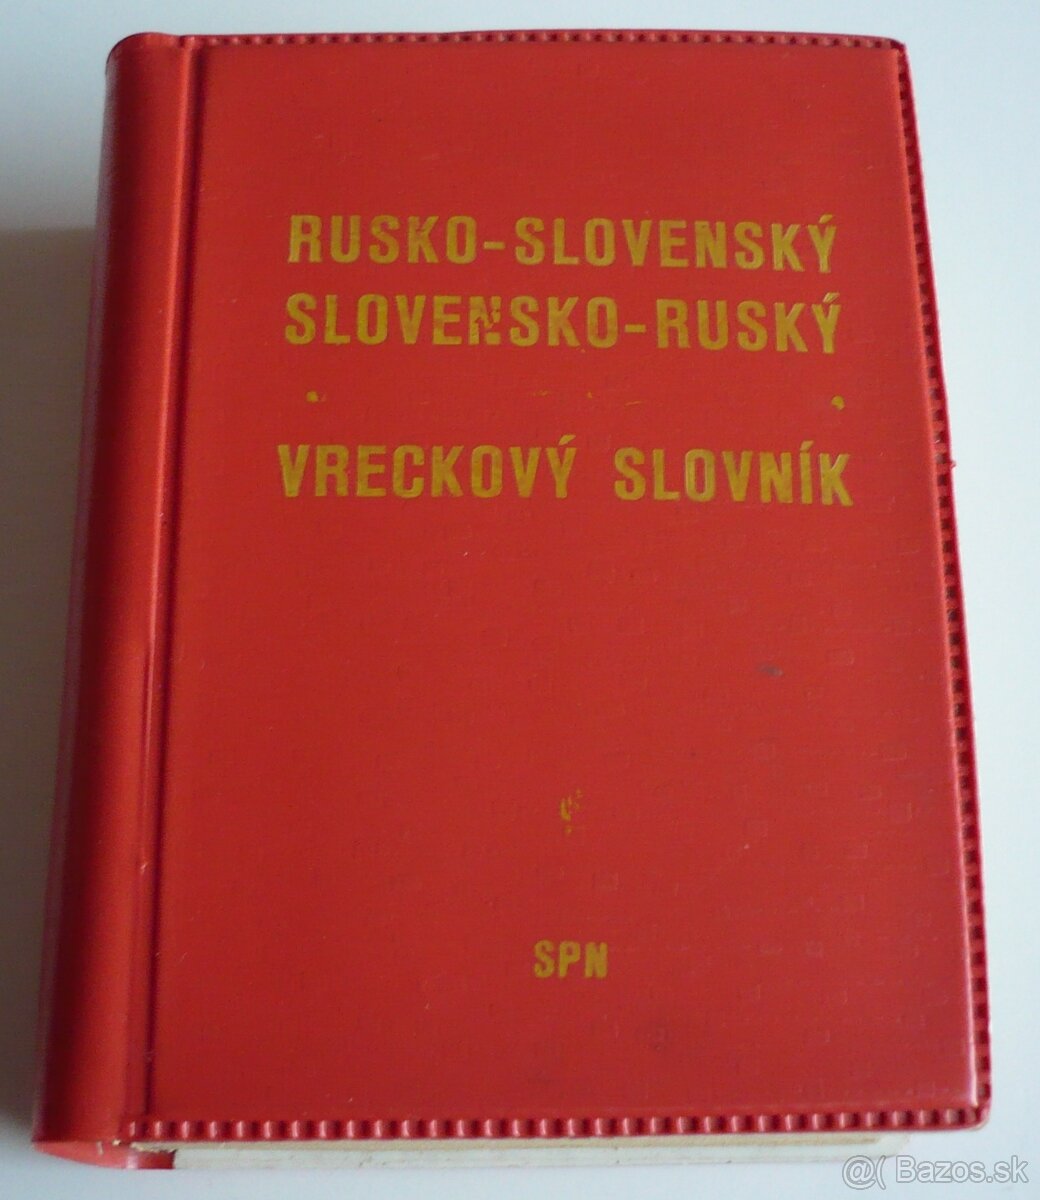 RUSKO-SLOVENSKÝ
SLOVENSKO-RUSKÝ
VRECKOVÝ SLOVNÍK
SPN
@( Bazos.sk